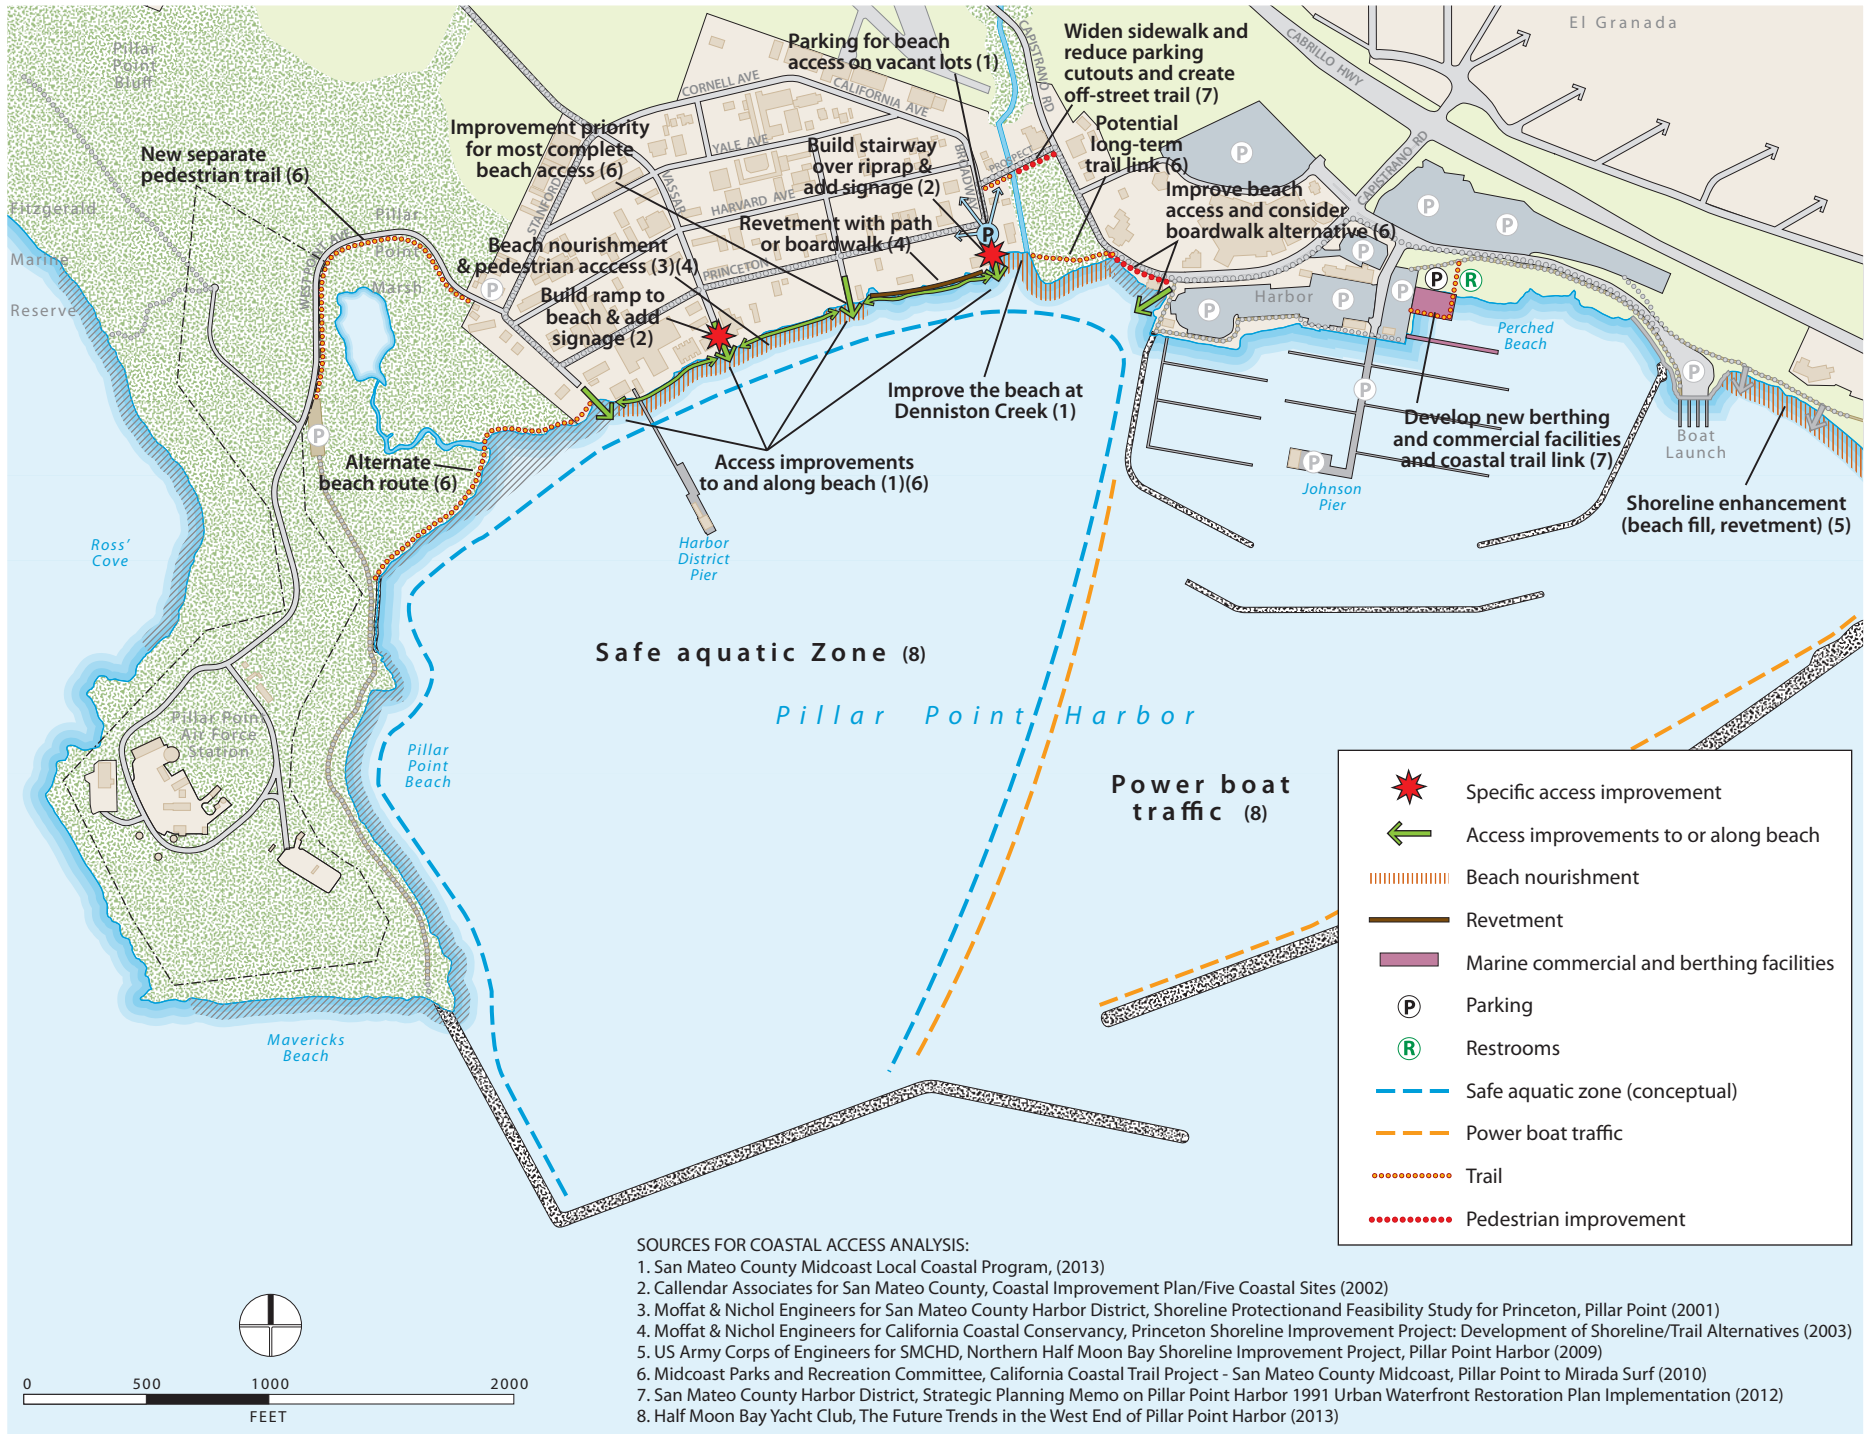 El Granada
Pillar
Point
Bluff
CABRILLO HWY
CAPISTRANO RD
Parking for beach
access on vacant lots (1)
Widen sidewalk and
reduce parking
cutouts and create
off-street trail (7)
CORNELL AVE
CALIFORNIA AVE
Improvement priority
for most complete
beach access (6)
YALE AVE
Build stairway
over riprap &
add signage (2)
BROADWAY
PROSPECT
Potential
long-term
trail link (6)
P
CAPISTRANO RD
New separate
pedestrian trail (6)
STANFORD
VASSAR
HARVARD AVE
Improve beach
access and consider
boardwalk alternative (6)
P
P
Fitzgerald
Marine
Reserve
Pillar
Point
Marsh
Revetment with path
or boardwalk (4)
P
P
Beach nourishment
& pedestrian acccess (3)(4)
PRINCETON
P
P
P
R
Build ramp to
beach & add
signage (2)
P
Harbor
P
Perched
Beach
Improve the beach at
Denniston Creek (1)
P
P
Develop new berthing
and commercial facilities
and coastal trail link (7)
Boat
Launch
P
Alternate
beach route (6)
Access improvements
to and along beach (1)(6)
P
Johnson
Pier
Shoreline enhancement
(beach fill, revetment) (5)
Ross'
Cove
Harbor
District
Pier
Safe aquatic Zone (8)
Pillar Point Harbor
Pillar Point
Air Force
Station
Pillar
Point
Beach
Power boat
traffic (8)
Mavericks
Beach
Specific access improvement
Access improvements to or along beach
Beach nourishment
Revetment
Marine commercial and berthing facilities
P Parking
R Restrooms
Safe aquatic zone (conceptual)
Power boat traffic
Trail
Pedestrian improvement
SOURCES FOR COASTAL ACCESS ANALYSIS:
1. San Mateo County Midcoast Local Coastal Program, (2013)
2. Callendar Associates for San Mateo County, Coastal Improvement Plan/Five Coastal Sites (2002)
3. Moffat & Nichol Engineers for San Mateo County Harbor District, Shoreline Protectionand Feasibility Study for Princeton, Pillar Point (2001)
4. Moffat & Nichol Engineers for California Coastal Conservancy, Princeton Shoreline Improvement Project: Development of Shoreline/Trail Alternatives (2003)
5. US Army Corps of Engineers for SMCHD, Northern Half Moon Bay Shoreline Improvement Project, Pillar Point Harbor (2009)
6. Midcoast Parks and Recreation Committee, California Coastal Trail Project - San Mateo County Midcoast, Pillar Point to Mirada Surf (2010)
7. San Mateo County Harbor District, Strategic Planning Memo on Pillar Point Harbor 1991 Urban Waterfront Restoration Plan Implementation (2012)
8. Half Moon Bay Yacht Club, The Future Trends in the West End of Pillar Point Harbor (2013)
0 500 1000 2000
FEET